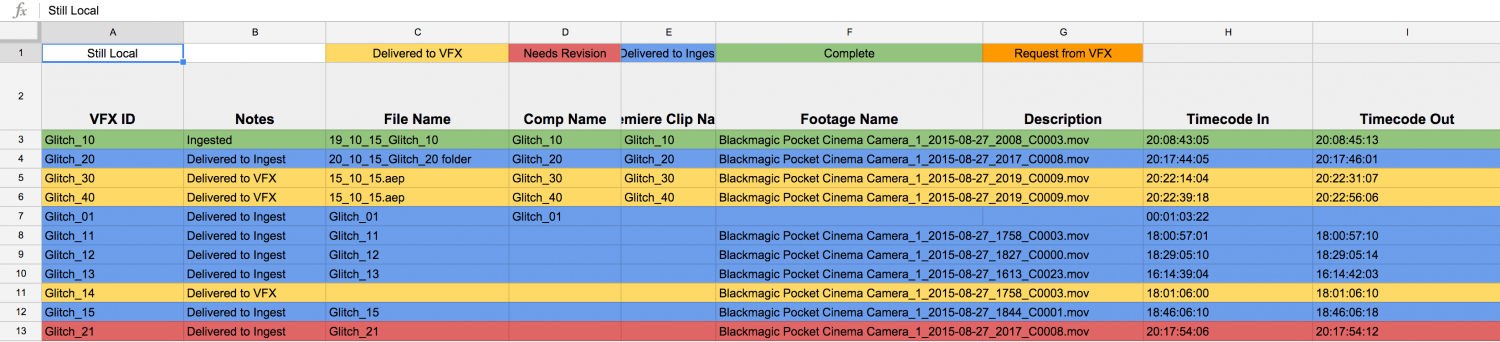 fx Still Local
A B C D E F G H I
1 Still Local Delivered to VFX Needs Revision Delivered to Inges Complete Request from VFX
2 VFX ID Notes File Name Comp Name emiere Clip Na Footage Name Description Timecode In Timecode Out
3 Glitch_10 Ingested 19_10_15_Glitch_10 Glitch_10 Glitch_10 Blackmagic Pocket Cinema Camera_1_2015-08-27_2008_C0003.mov 20:08:43:05 20:08:45:13
4 Glitch_20 Delivered to Ingest 20_10_15_Glitch_20 folder Glitch_20 Glitch_20 Blackmagic Pocket Cinema Camera_1_2015-08-27_2017_C0008.mov 20:17:44:05 20:17:46:01
5 Glitch_30 Delivered to VFX 15_10_15.aep Glitch_30 Glitch_30 Blackmagic Pocket Cinema Camera_1_2015-08-27_2019_C0009.mov 20:22:14:04 20:22:31:07
6 Glitch_40 Delivered to VFX 15_10_15.aep Glitch_40 Glitch_40 Blackmagic Pocket Cinema Camera_1_2015-08-27_2019_C0009.mov 20:22:39:18 20:22:56:06
7 Glitch_01 Delivered to Ingest Glitch_01 Glitch_01 00:01:03:22
8 Glitch_11 Delivered to Ingest Glitch_11 Blackmagic Pocket Cinema Camera_1_2015-08-27_1758_C0003.mov 18:00:57:01 18:00:57:10
9 Glitch_12 Delivered to Ingest Glitch_12 Blackmagic Pocket Cinema Camera_1_2015-08-27_1827_C0000.mov 18:29:05:10 18:29:05:14
10 Glitch_13 Delivered to Ingest Glitch_13 Blackmagic Pocket Cinema Camera_1_2015-08-27_1613_C0023.mov 16:14:39:04 16:14:42:03
11 Glitch_14 Delivered to VFX Blackmagic Pocket Cinema Camera_1_2015-08-27_1758_C0003.mov 18:01:06:00 18:01:06:10
12 Glitch_15 Delivered to Ingest Glitch_15 Blackmagic Pocket Cinema Camera_1_2015-08-27_1844_C0001.mov 18:46:06:10 18:46:06:18
13 Glitch_21 Delivered to Ingest Glitch_21 Blackmagic Pocket Cinema Camera_1_2015-08-27_2017_C0008.mov 20:17:54:06 20:17:54:12